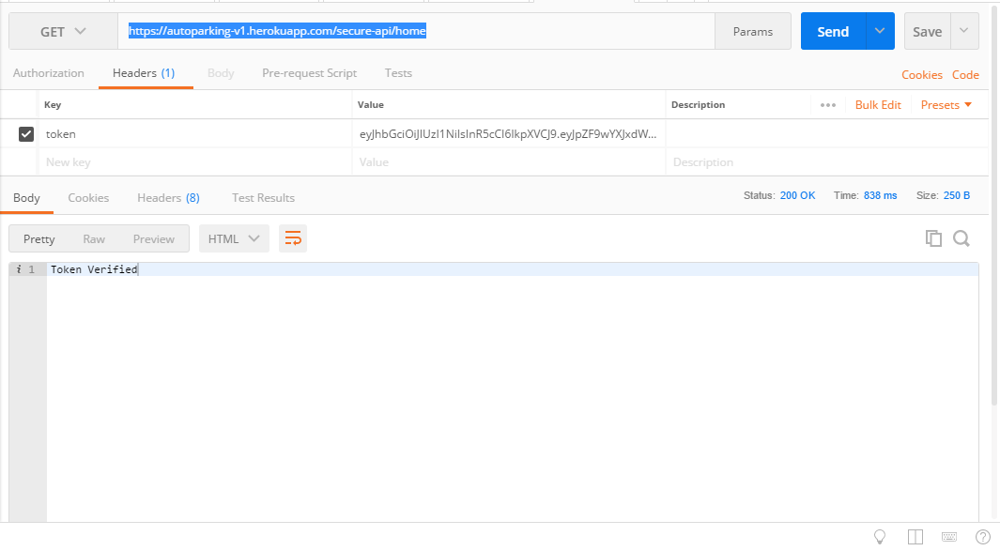 GET https://autoparking-v1.herokuapp.com/secure-api/home Params Send Save
Authorization Headers (1) Body Pre-request Script Tests Cookies Code
Key Value Description ••• Bulk Edit Presets
token eyJhbGciOiJIUzI1NiIsInR5cCI6IkpXVCJ9.eyJpZF9wYXJxdW...
New key Value Description
Body Cookies Headers (8) Test Results Status: 200 OK Time: 838 ms Size: 250 B
Pretty Raw Preview HTML
i 1 Token Verified